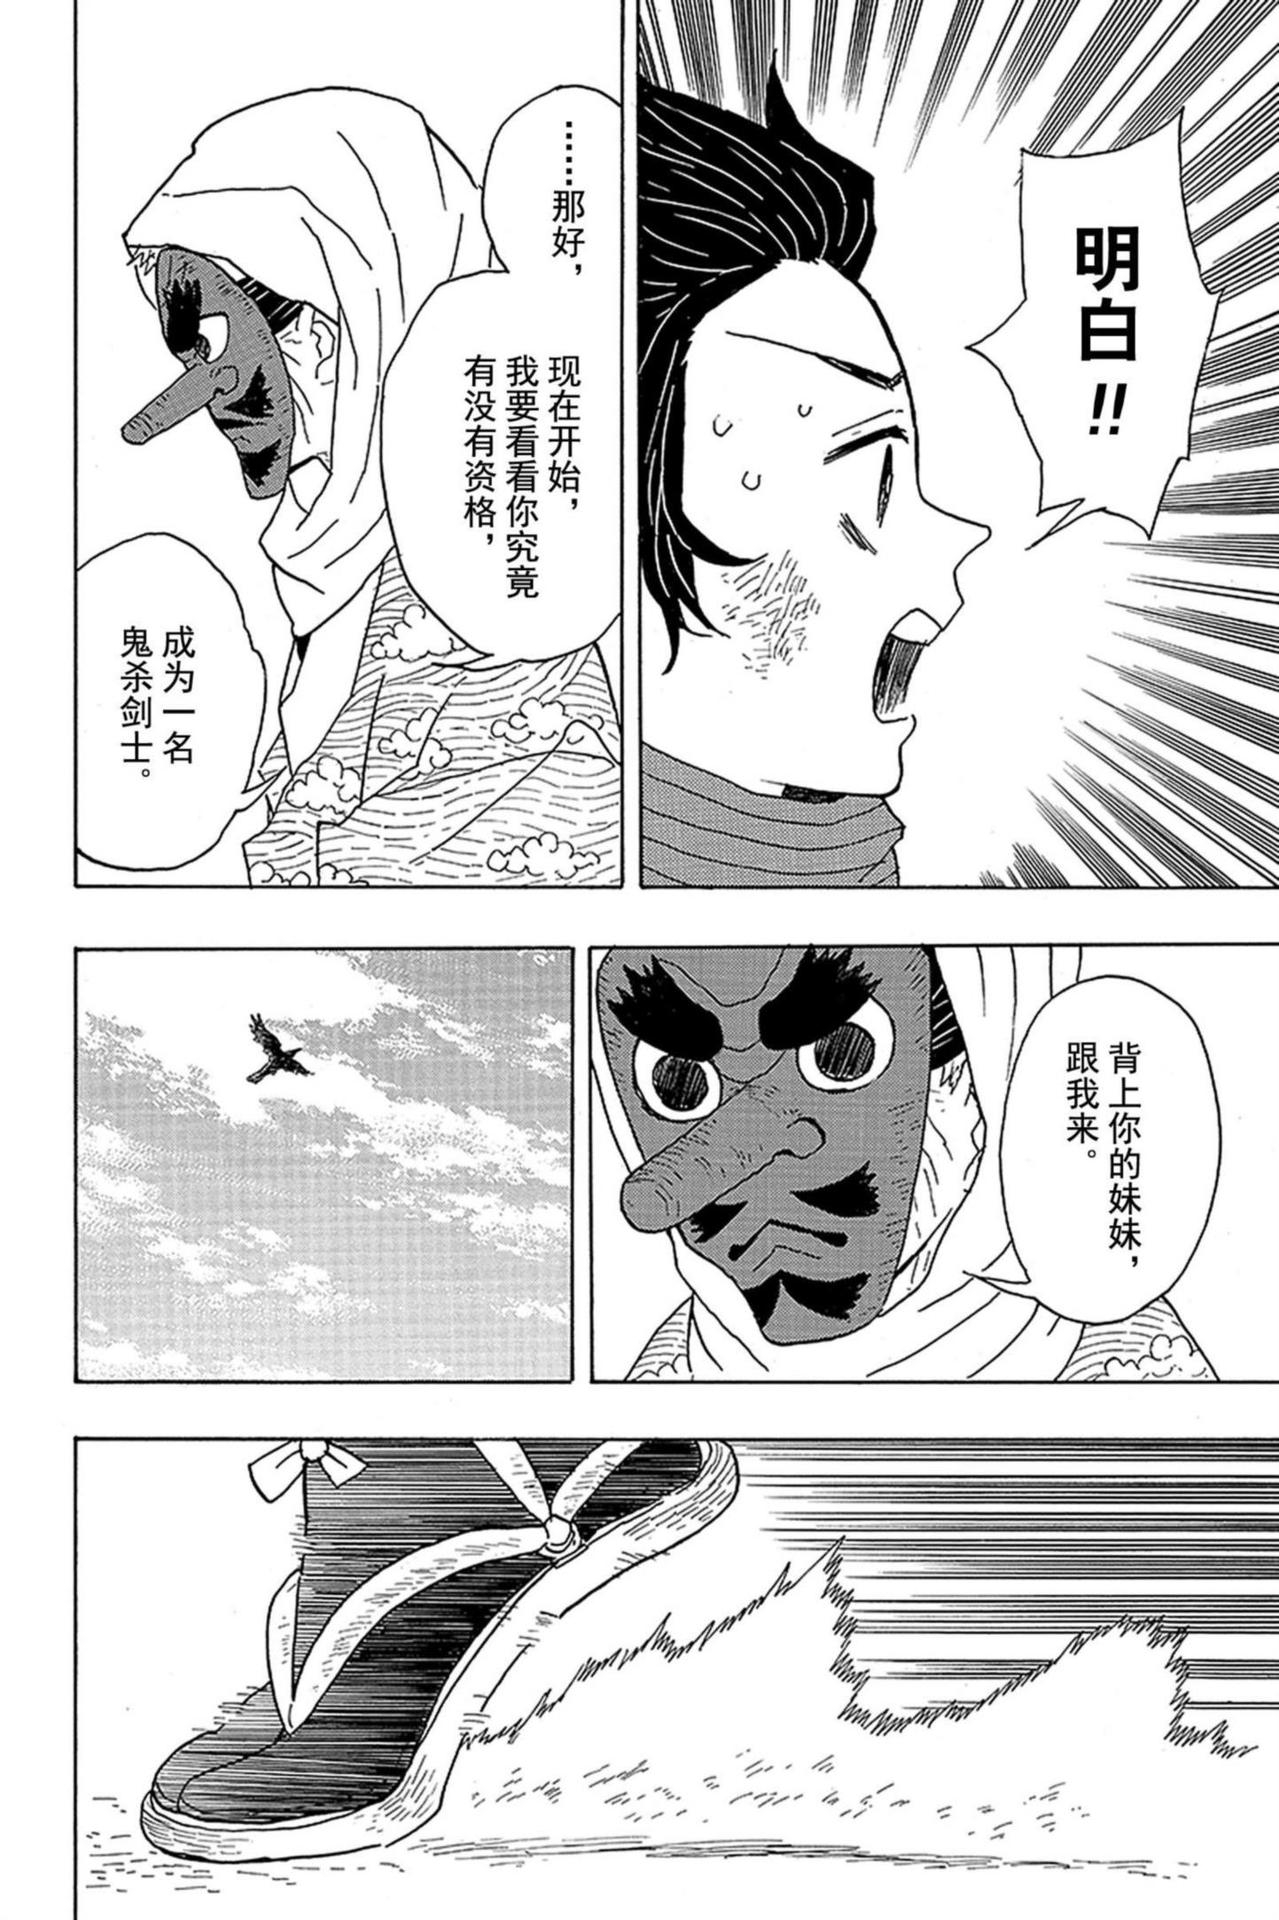 明白!!
……那好，
现在开始，
我要看看你究竟
有没有资格，
成为一名
鬼杀剑士。
背上你的妹妹，
跟我来。